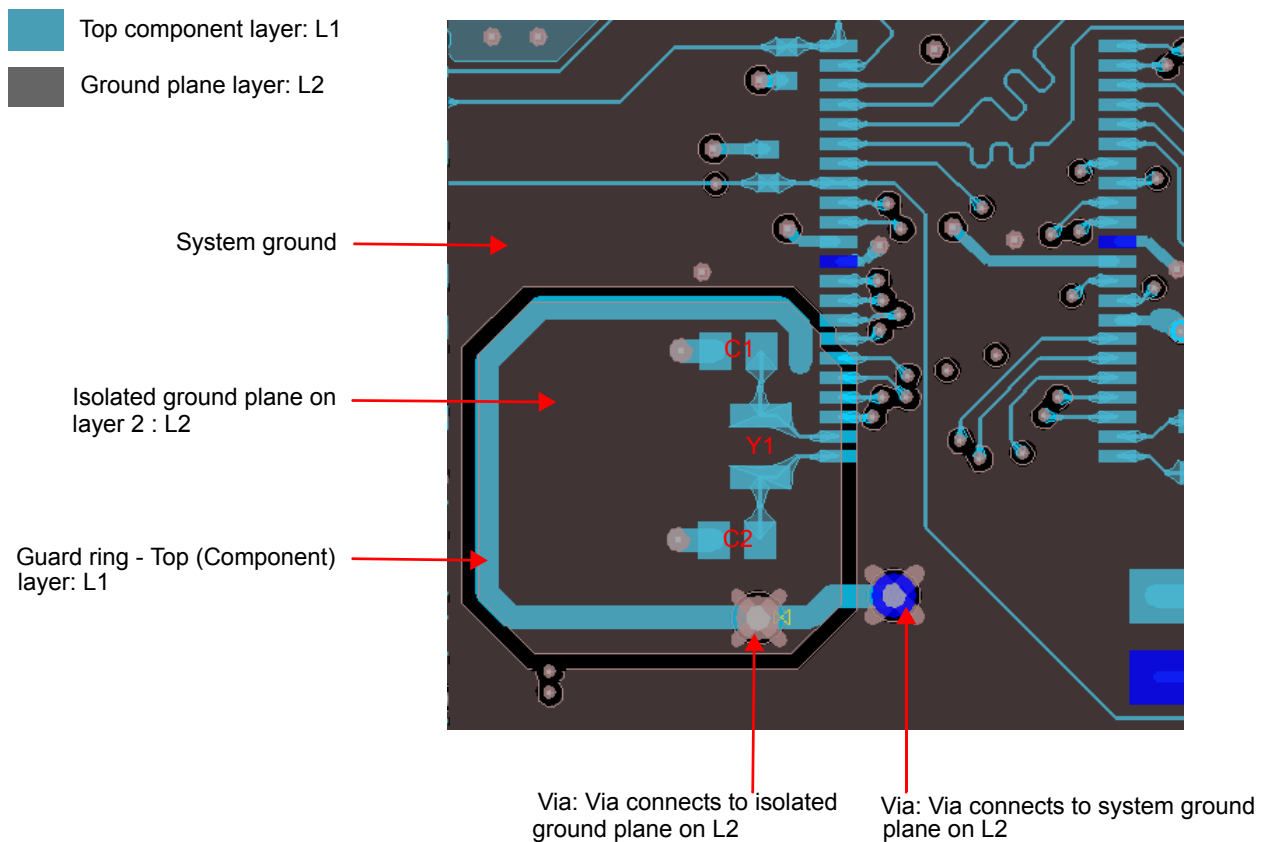 Top component layer: L1
Ground plane layer: L2
System ground
C1
Isolated ground plane on
layer 2 : L2
Y1
C2
Guard ring - Top (Component)
layer: L1
Via: Via connects to isolated
ground plane on L2
Via: Via connects to system ground
plane on L2